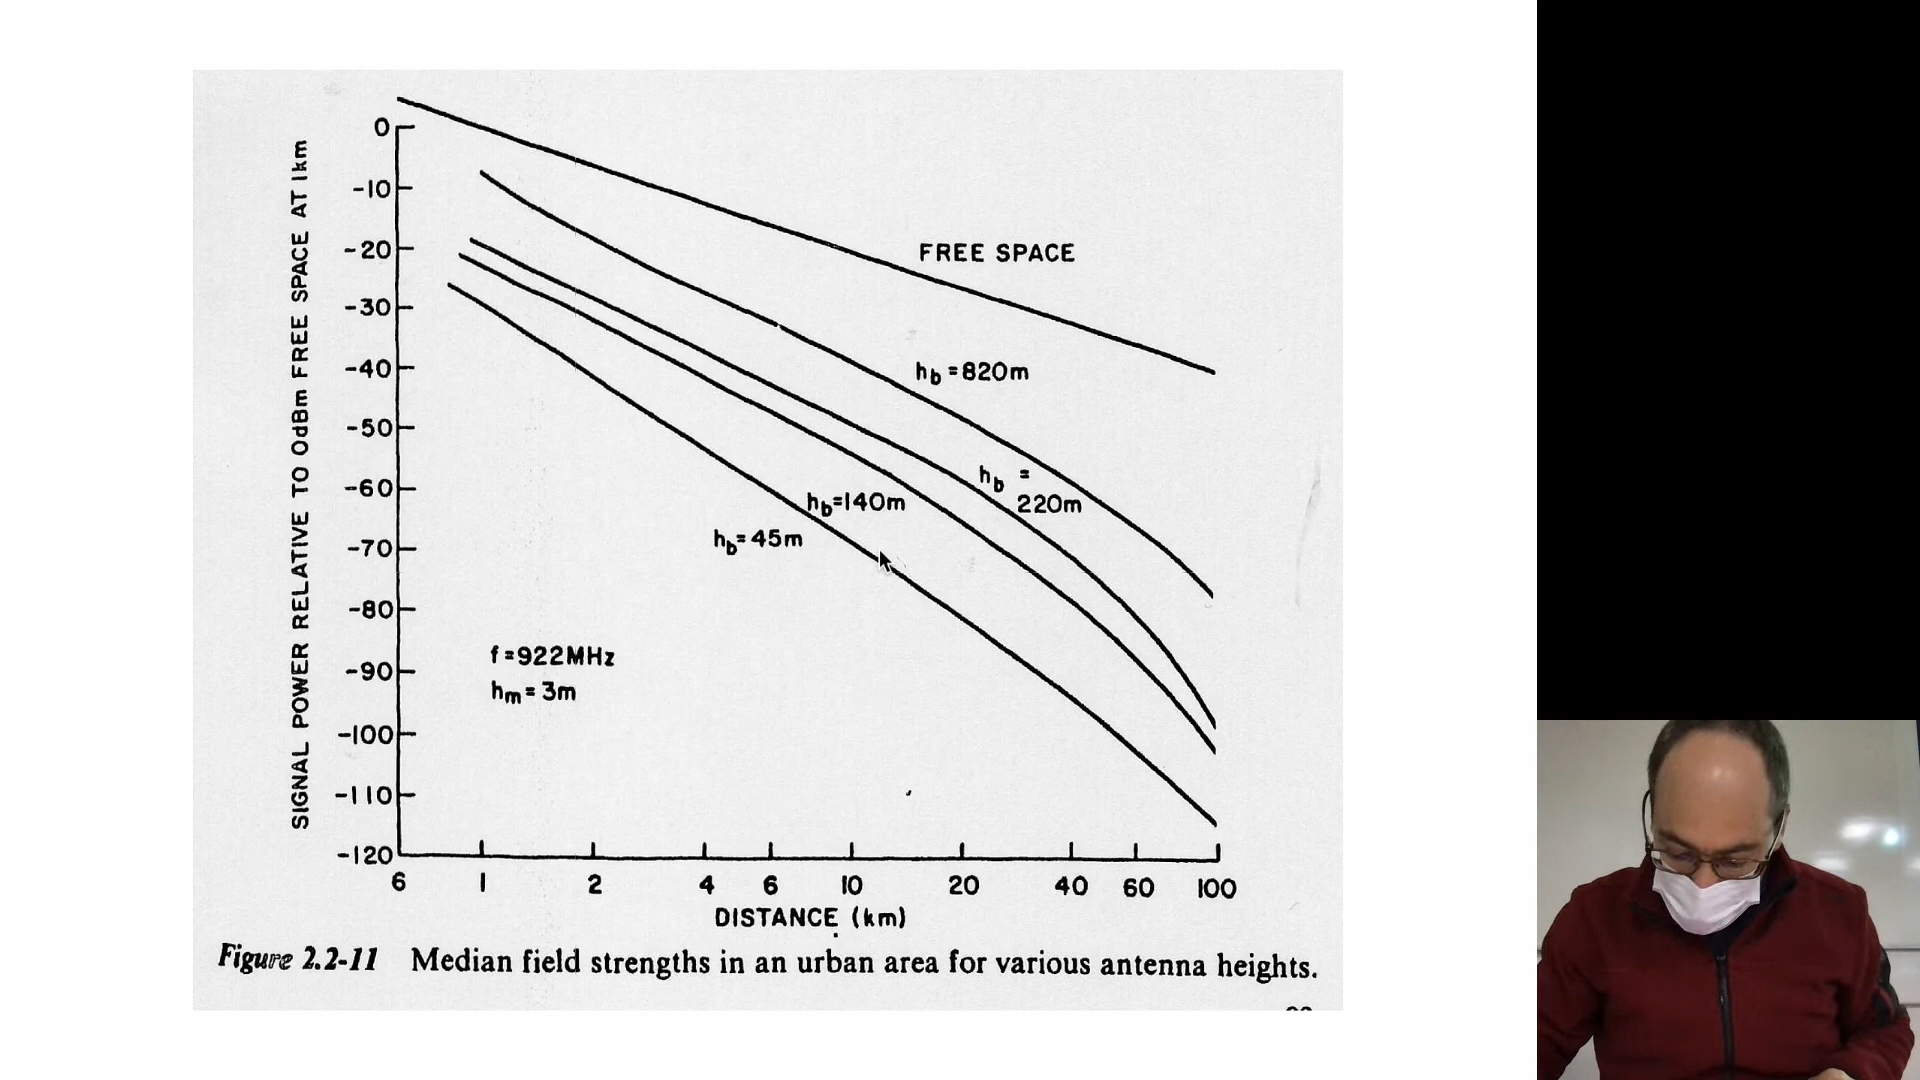 SIGNAL POWER RELATIVE TO 0dBm FREE SPACE AT 1km
0
-10
-20
-30
-40
-50
-60
-70
-80
-90
-100
-110
-120
FREE SPACE
hb=820m
hb =
220m
hb=140m
hb=45m
f=922MHz
hm=3m
6 1 2 4 6 10 20 40 60 100
DISTANCE (km)
Figure 2.2-11 Median field strengths in an urban area for various antenna heights.